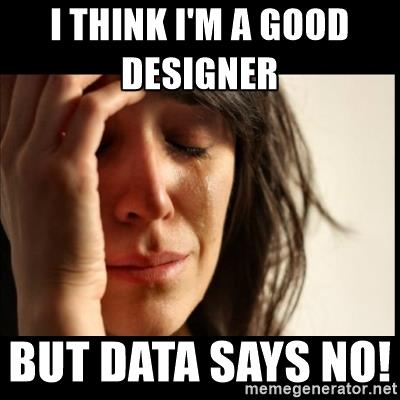 I THINK I'M A GOOD
DESIGNER
BUT DATA SAYS NO!
memegenerator.net